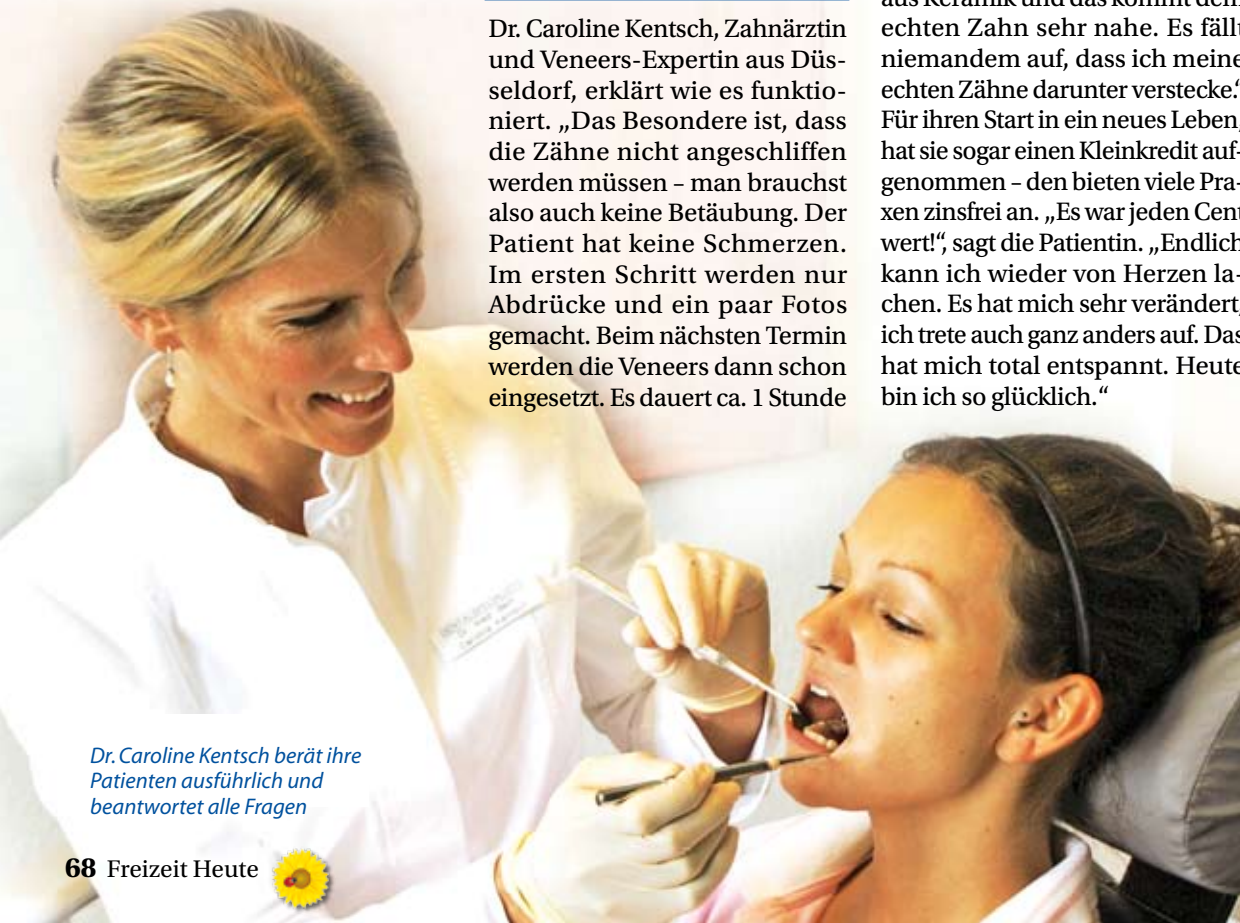 Dr. Caroline Kentsch, Zahnärztin
und Veneers-Expertin aus Düs-
seldorf, erklärt wie es funktio-
niert. „Das Besondere ist, dass
die Zähne nicht angeschliffen
werden müssen – man brauchst
also auch keine Betäubung. Der
Patient hat keine Schmerzen.
Im ersten Schritt werden nur
Abdrücke und ein paar Fotos
gemacht. Beim nächsten Termin
werden die Veneers dann schon
eingesetzt. Es dauert ca. 1 Stunde
aus Keramik und das kommt dem
echten Zahn sehr nahe. Es fällt
niemandem auf, dass ich meine
echten Zähne darunter verstecke.“
Für ihren Start in ein neues Leben,
hat sie sogar einen Kleinkredit auf-
genommen – den bieten viele Pra-
xen zinsfrei an. „Es war jeden Cent
wert!“, sagt die Patientin. „Endlich
kann ich wieder von Herzen la-
chen. Es hat mich sehr verändert,
ich trete auch ganz anders auf. Das
hat mich total entspannt. Heute
bin ich so glücklich.“
Dr. Caroline Kentsch berät ihre
Patienten ausführlich und
beantwortet alle Fragen
68 Freizeit Heute